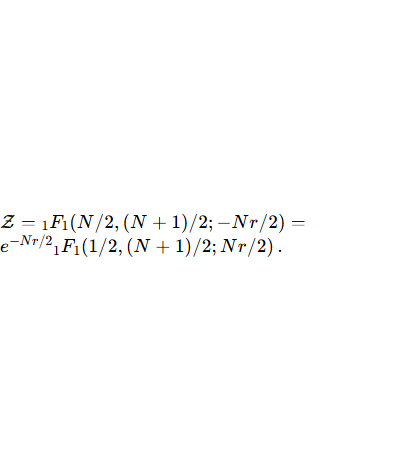 𝒵 = ₁F₁(N/2, (N + 1)/2; −Nr/2) =
e^{−Nr/2} ₁F₁(1/2, (N + 1)/2; Nr/2) .